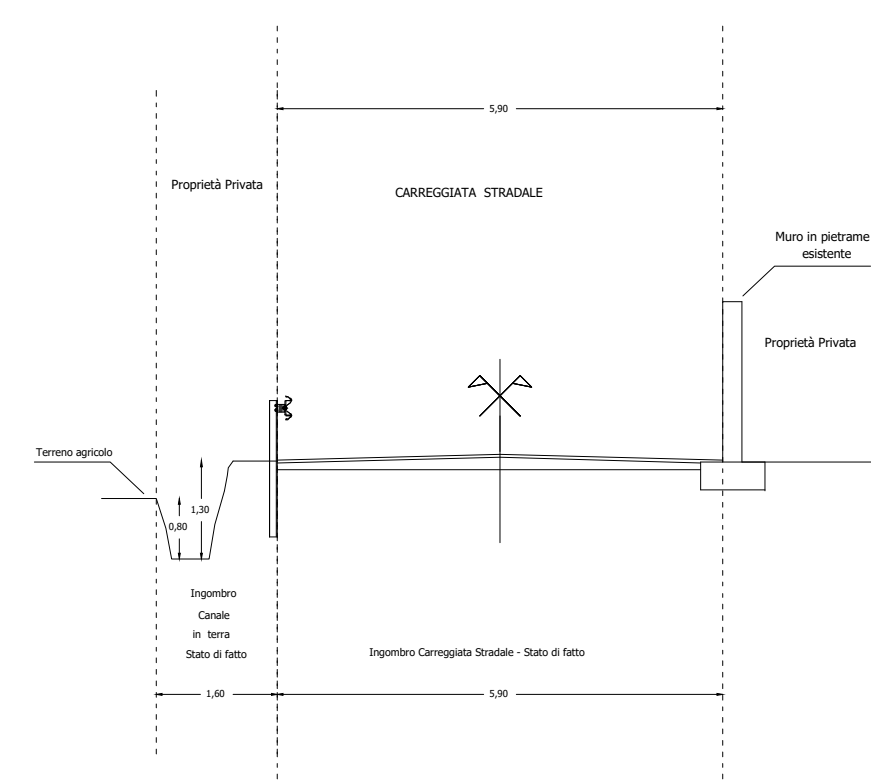 5,90
Proprietà Privata
CARREGGIATA STRADALE
Muro in pietrame
esistente
Proprietà Privata
Terreno agricolo
1,30
0,80
Ingombro
Canale
in terra
Stato di fatto
Ingombro Carreggiata Stradale - Stato di fatto
1,60
5,90